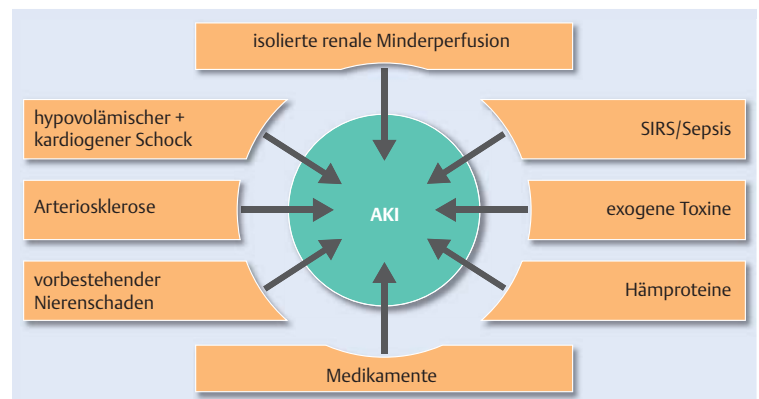 isolierte renale Minderperfusion
hypovolämischer +
kardiogener Schock
SIRS/Sepsis
Arteriosklerose
AKI
exogene Toxine
vorbestehender
Nierenschaden
Hämproteine
Medikamente